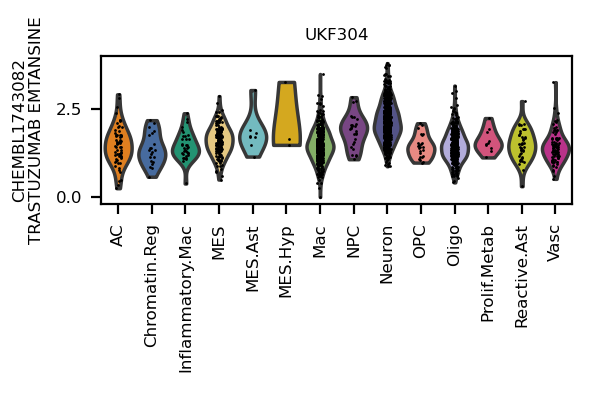 UKF304
CHEMBL1743082
TRASTUZUMAB EMTANSINE
2.5
0.0
AC
Chromatin.Reg
Inflammatory.Mac
MES
MES.Ast
MES.Hyp
Mac
NPC
Neuron
OPC
Oligo
Prolif.Metab
Reactive.Ast
Vasc